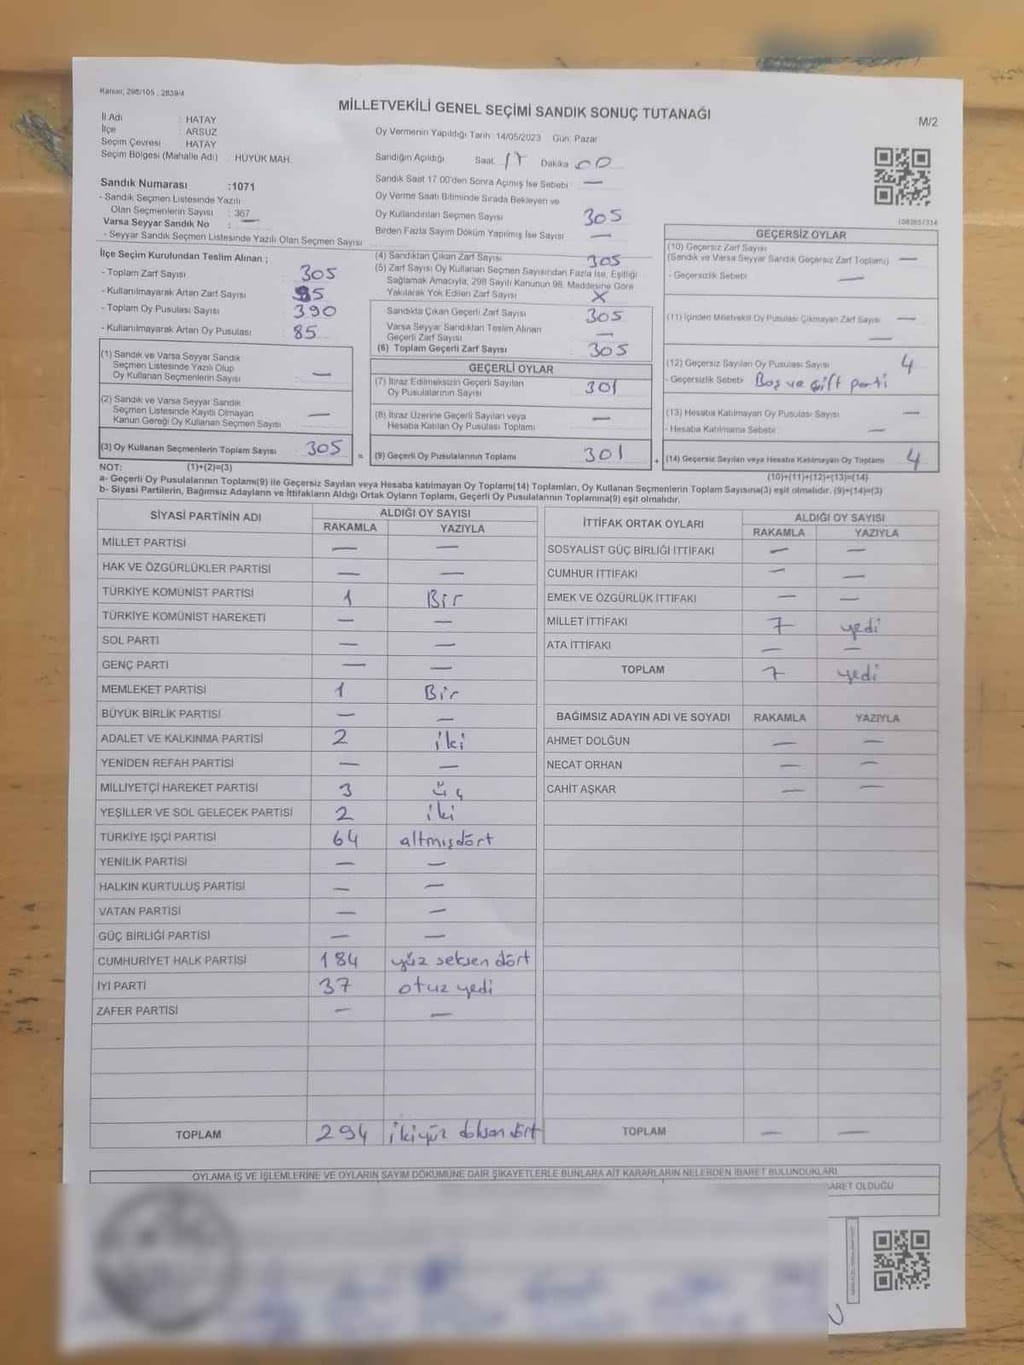 Kanun, 298/105 , 2839/4
MİLLETVEKİLİ GENEL SEÇİMİ SANDIK SONUÇ TUTANAĞI
M/2
İl Adı HATAY
İlçe ARSUZ
Seçim Çevresi HATAY
Seçim Bölgesi (Mahalle Adı) : HÜYÜK MAH.
Sandık Numarası :1071
- Sandık Seçmen Listesinde Yazılı
Olan Seçmenlerin Sayısı : 367
Varsa Seyyar Sandık No : —
- Seyyar Sandık Seçmen Listesinde Yazılı Olan Seçmen Sayısı
Oy Vermenin Yapıldığı Tarih :14/05/2023 Gün: Pazar
Sandığın Açıldığı Saat 17 Dakika 00
Sandık Saat 17.00'den Sonra Açılmış İse Sebebi —
Oy Verme Saati Bitiminde Sırada Bekleyen ve
Oy Kullandırılan Seçmen Sayısı 305
Birden Fazla Sayım Döküm Yapılmış İse Sayısı —
İlçe Seçim Kurulundan Teslim Alınan ;
- Toplam Zarf Sayısı 305
- Kullanılmayarak Artan Zarf Sayısı 85
- Toplam Oy Pusulası Sayısı 390
- Kullanılmayarak Artan Oy Pusulası 85
(1) Sandık ve Varsa Seyyar Sandık
Seçmen Listesinde Yazılı Olup
Oy Kullanan Seçmenlerin Sayısı —
(2) Sandık ve Varsa Seyyar Sandık
Seçmen Listesinde Kayıtlı Olmayan
Kanun Gereği Oy Kullanan Seçmen Sayısı —
(3) Oy Kullanan Seçmenlerin Toplam Sayısı 305 =
(4) Sandıktan Çıkan Zarf Sayısı 305
(5) Zarf Sayısı Oy Kullanan Seçmen Sayısından Fazla İse, Eşitliği
Sağlamak Amacıyla, 298 Sayılı Kanunun 98. Maddesine Göre
Yakılarak Yok Edilen Zarf Sayısı X
Sandıkta Çıkan Geçerli Zarf Sayısı 305
Varsa Seyyar Sandıktan Teslim Alınan
Geçerli Zarf Sayısı —
(6) Toplam Geçerli Zarf Sayısı 305
GEÇERLİ OYLAR
(7) İtiraz Edilmeksizin Geçerli Sayılan
Oy Pusulalarının Sayısı 301
(8) İtiraz Üzerine Geçerli Sayılan veya
Hesaba Katılan Oy Pusulası Toplamı —
(9) Geçerli Oy Pusulalarının Toplamı 301 +
GEÇERSİZ OYLAR
(10) Geçersiz Zarf Sayısı
(Sandık ve Varsa Seyyar Sandık Geçersiz Zarf Toplamı) —
- Geçersizlik Sebebi —
(11) İçinden Milletvekili Oy Pusulası Çıkmayan Zarf Sayısı —
—
(12) Geçersiz Sayılan Oy Pusulası Sayısı 4
- Geçersizlik Sebebi Boş ve çift parti
(13) Hesaba Katılmayan Oy Pusulası Sayısı —
- Hesaba Katılmama Sebebi —
(14) Geçersiz Sayılan veya Hesaba Katılmayan Oy Toplamı 4
NOT: (1)+(2)=(3) (10)+(11)+(12)+(13)=(14)
a- Geçerli Oy Pusulalarının Toplamı(9) ile Geçersiz Sayılan veya Hesaba katılmayan Oy Toplamı(14) Toplamları, Oy Kullanan Seçmenlerin Toplam Sayısına(3) eşit olmalıdır. (9)+(14)=(3)
b- Siyasi Partilerin, Bağımsız Adayların ve İttifakların Aldığı Ortak Oyların Toplamı, Geçerli Oy Pusulalarının Toplamına(9) eşit olmalıdır.
SİYASİ PARTİNİN ADI ALDIĞI OY SAYISI
RAKAMLA YAZIYLA
MİLLET PARTİSİ — —
HAK VE ÖZGÜRLÜKLER PARTİSİ — —
TÜRKİYE KOMÜNİST PARTİSİ 1 Bir
TÜRKİYE KOMÜNİST HAREKETİ — —
SOL PARTİ — —
GENÇ PARTİ — —
MEMLEKET PARTİSİ 1 Bir
BÜYÜK BİRLİK PARTİSİ — —
ADALET VE KALKINMA PARTİSİ 2 iki
YENİDEN REFAH PARTİSİ — —
MİLLİYETÇİ HAREKET PARTİSİ 3 üç
YEŞİLLER VE SOL GELECEK PARTİSİ 2 iki
TÜRKİYE İŞÇİ PARTİSİ 64 altmışdört
YENİLİK PARTİSİ — —
HALKIN KURTULUŞ PARTİSİ — —
VATAN PARTİSİ — —
GÜÇ BİRLİĞİ PARTİSİ — —
CUMHURİYET HALK PARTİSİ 184 yüz seksen dört
İYİ PARTİ 37 otuz yedi
ZAFER PARTİSİ — —
TOPLAM 294 ikiyüz doksan dört
İTTİFAK ORTAK OYLARI ALDIĞI OY SAYISI
RAKAMLA YAZIYLA
SOSYALİST GÜÇ BİRLİĞİ İTTİFAKI — —
CUMHUR İTTİFAKI — —
EMEK VE ÖZGÜRLÜK İTTİFAKI — —
MİLLET İTTİFAKI 7 yedi
ATA İTTİFAKI — —
TOPLAM 7 yedi
BAĞIMSIZ ADAYIN ADI VE SOYADI RAKAMLA YAZIYLA
AHMET DOLĞUN — —
NECAT ORHAN — —
CAHİT AŞKAR — —
TOPLAM — —
OYLAMA İŞ VE İŞLEMLERİNE VE OYLARIN SAYIM DÖKÜMÜNE DAİR ŞİKAYETLERLE BUNLARA AİT KARARLARIN NELERDEN İBARET BULUNDUKLARI
ARET OLDUĞU